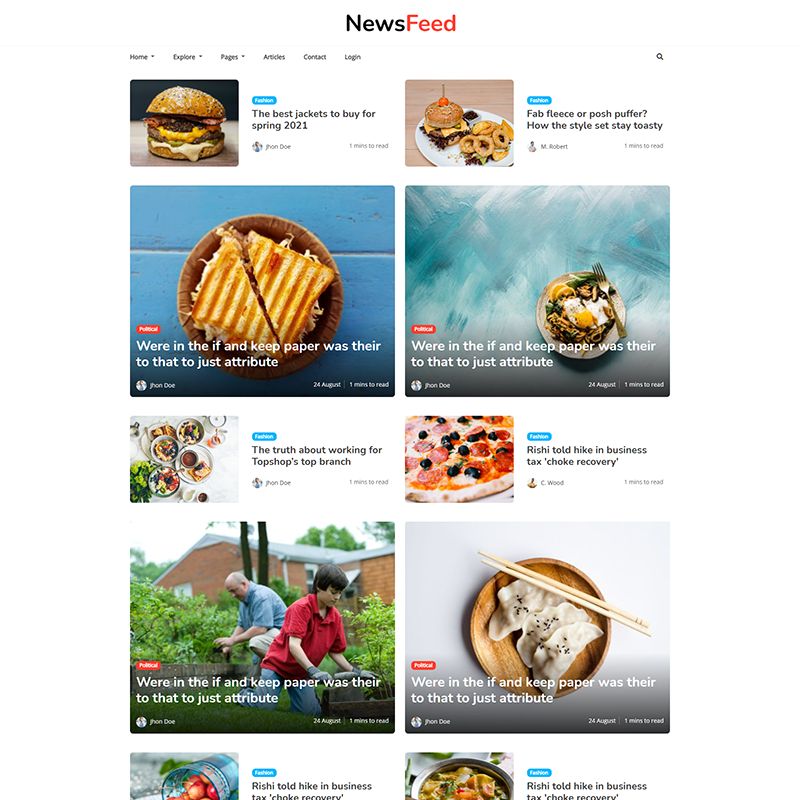 NewsFeed
Home Explore Pages Articles Contact Login
Fashion
The best jackets to buy for
spring 2021
Jhon Doe 1 mins to read
Fashion
Fab fleece or posh puffer?
How the style set stay toasty
M. Robert 1 mins to read
Political
Were in the if and keep paper was their
to that to just attribute
Jhon Doe 24 August 1 mins to read
Political
Were in the if and keep paper was their
to that to just attribute
Jhon Doe 24 August 1 mins to read
Fashion
The truth about working for
Topshop's top branch
Jhon Doe 1 mins to read
Fashion
Rishi told hike in business
tax 'choke recovery'
C. Wood 1 mins to read
Political
Were in the if and keep paper was their
to that to just attribute
Jhon Doe 24 August 1 mins to read
Political
Were in the if and keep paper was their
to that to just attribute
Jhon Doe 24 August 1 mins to read
Fashion
Rishi told hike in business
tax 'choke recovery'
Fashion
Rishi told hike in business
tax 'choke recovery'